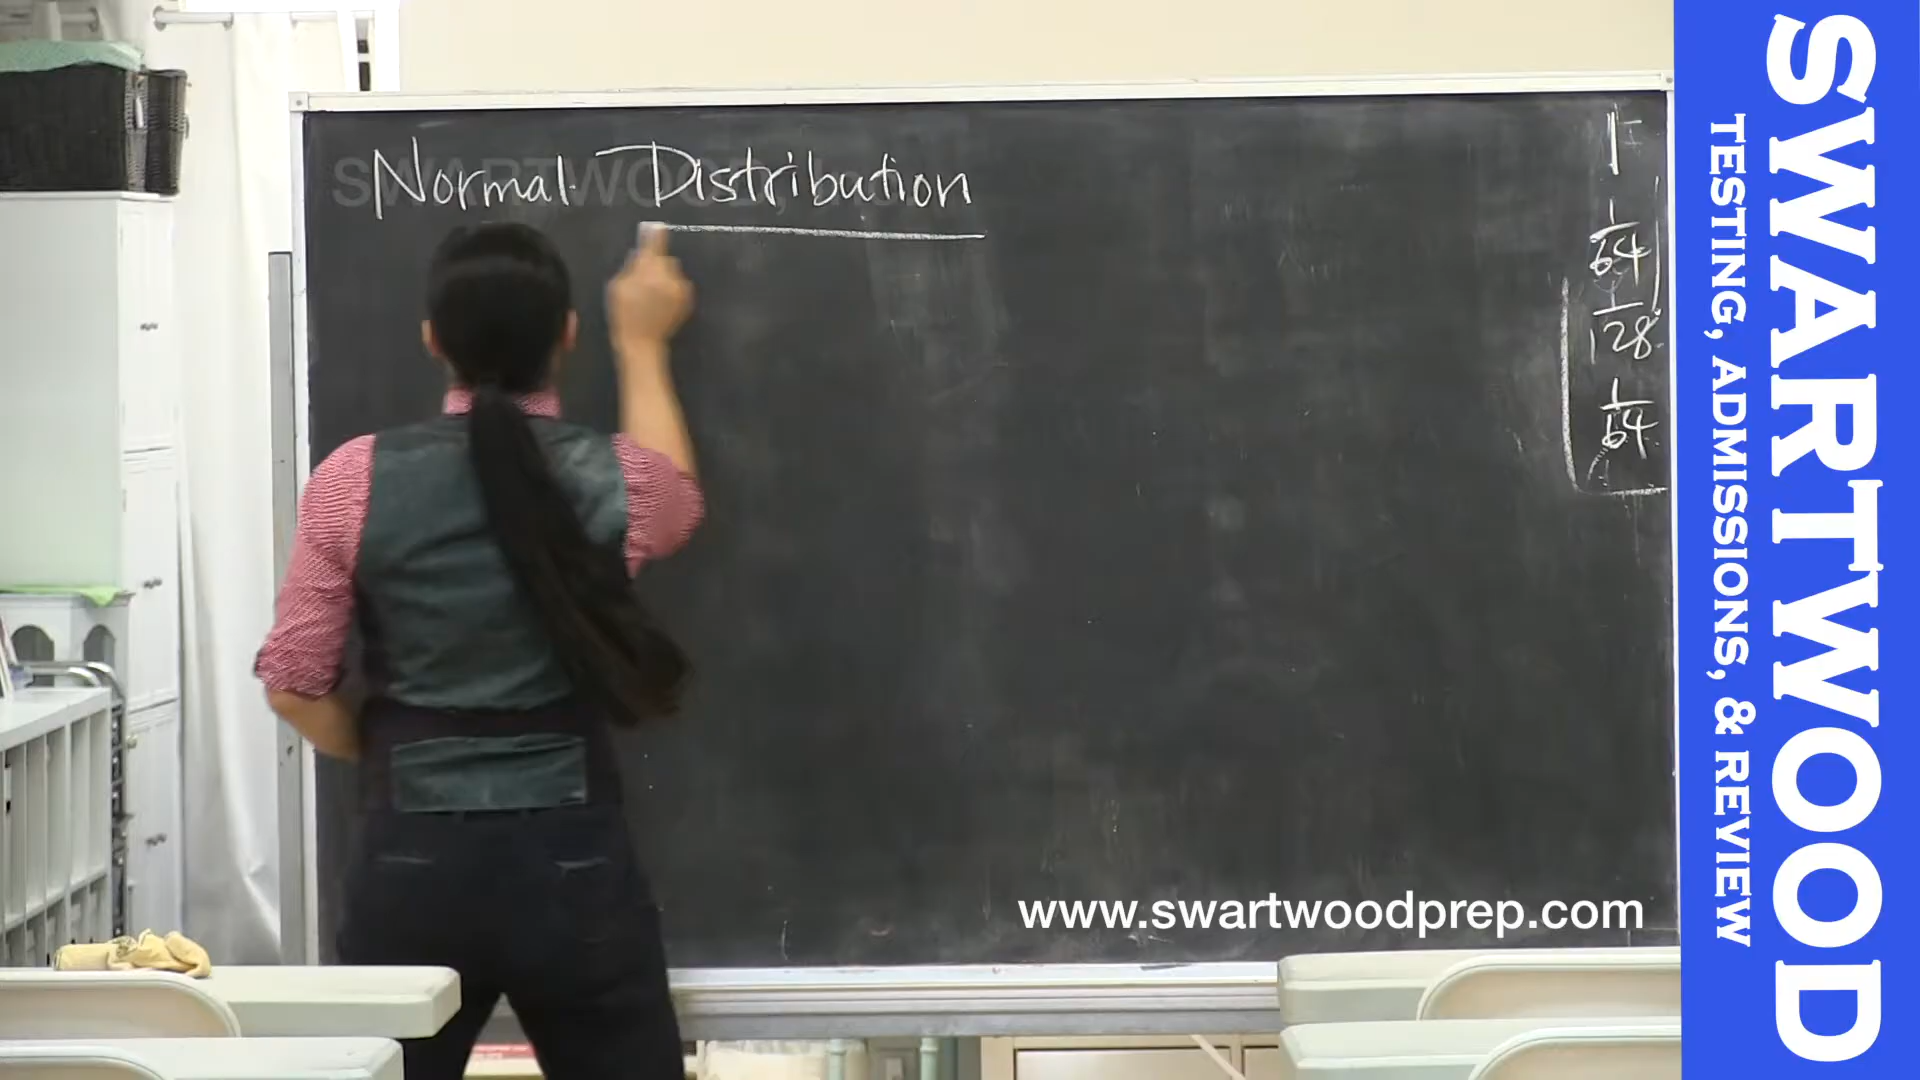 Normal Distribution
1
1
64
1
128
1
64
www.swartwoodprep.com
SWARTWOOD
TESTING, ADMISSIONS, & REVIEW